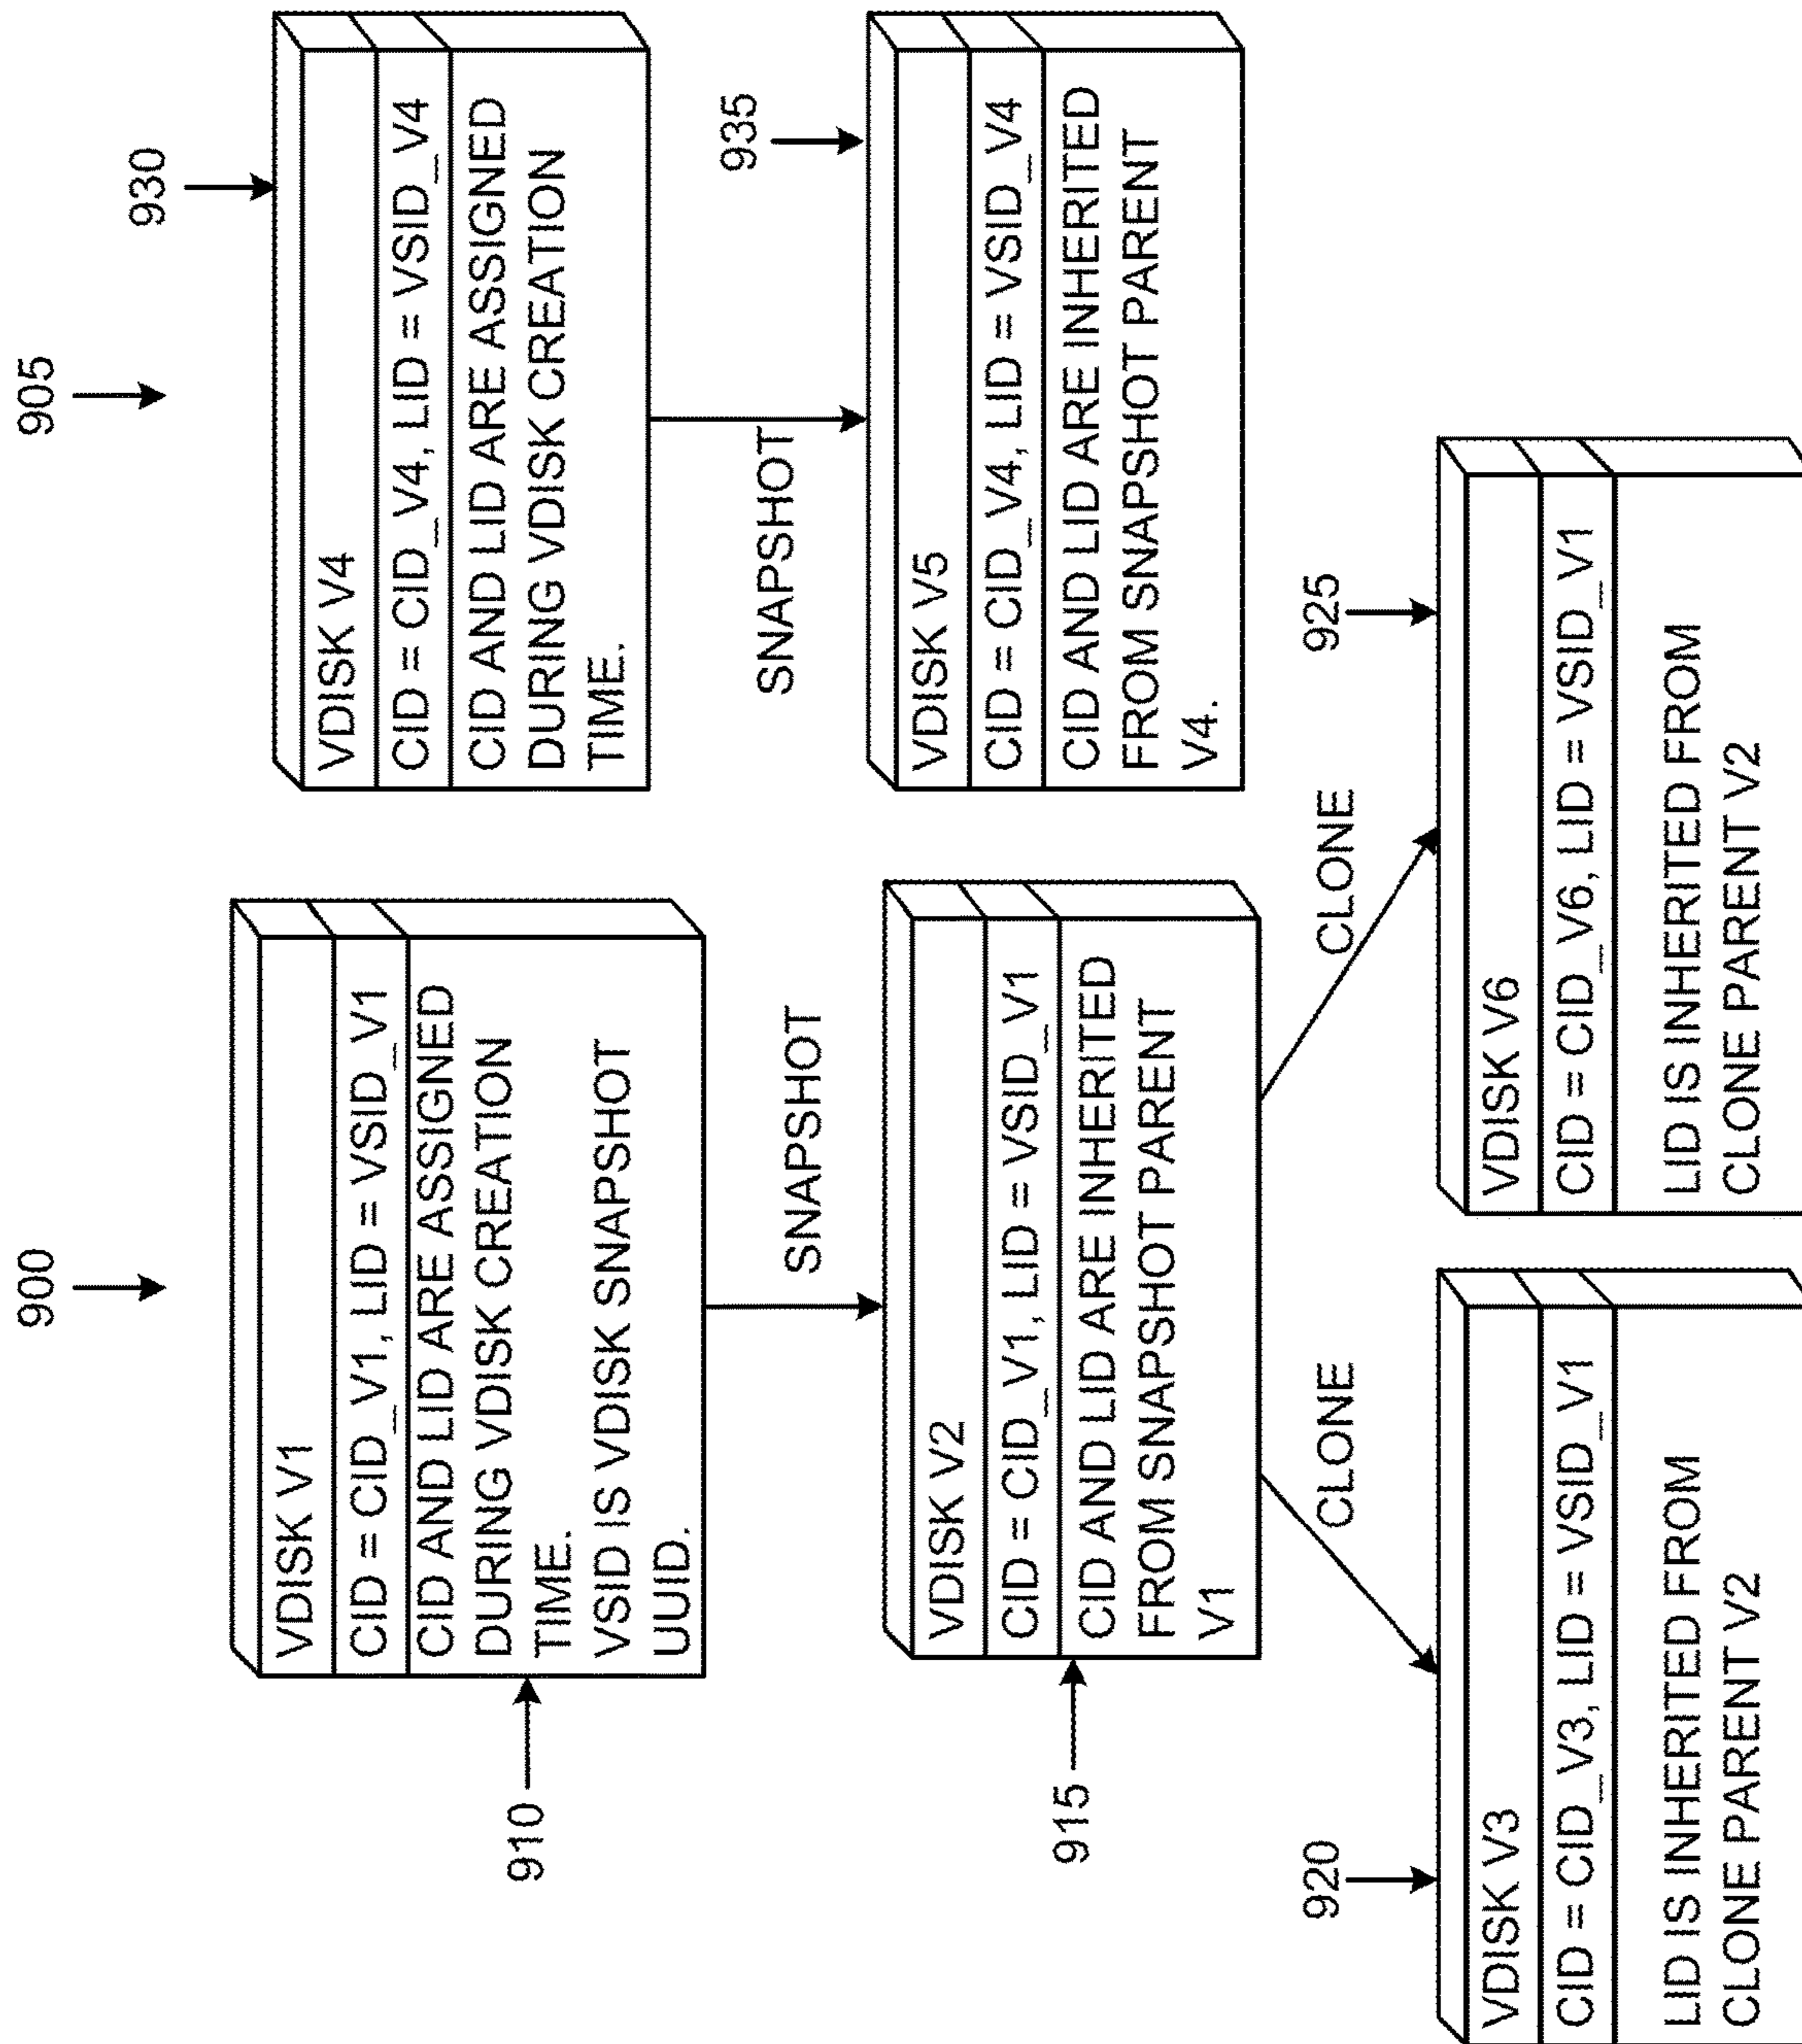 900
905
910
VDISK V1
CID = CID_V1, LID = VSID_V1
CID AND LID ARE ASSIGNED
DURING VDISK CREATION
TIME.
VSID IS VDISK SNAPSHOT
UUID.
930
VDISK V4
CID = CID_V4, LID = VSID_V4
CID AND LID ARE ASSIGNED
DURING VDISK CREATION
TIME.
SNAPSHOT
SNAPSHOT
915
VDISK V2
CID = CID_V1, LID = VSID_V1
CID AND LID ARE INHERITED
FROM SNAPSHOT PARENT
V1
935
VDISK V5
CID = CID_V4, LID = VSID_V4
CID AND LID ARE INHERITED
FROM SNAPSHOT PARENT
V4.
CLONE
CLONE
920
VDISK V3
CID = CID_V3, LID = VSID_V1
LID IS INHERITED FROM
CLONE PARENT V2
925
VDISK V6
CID = CID_V6, LID = VSID_V1
LID IS INHERITED FROM
CLONE PARENT V2